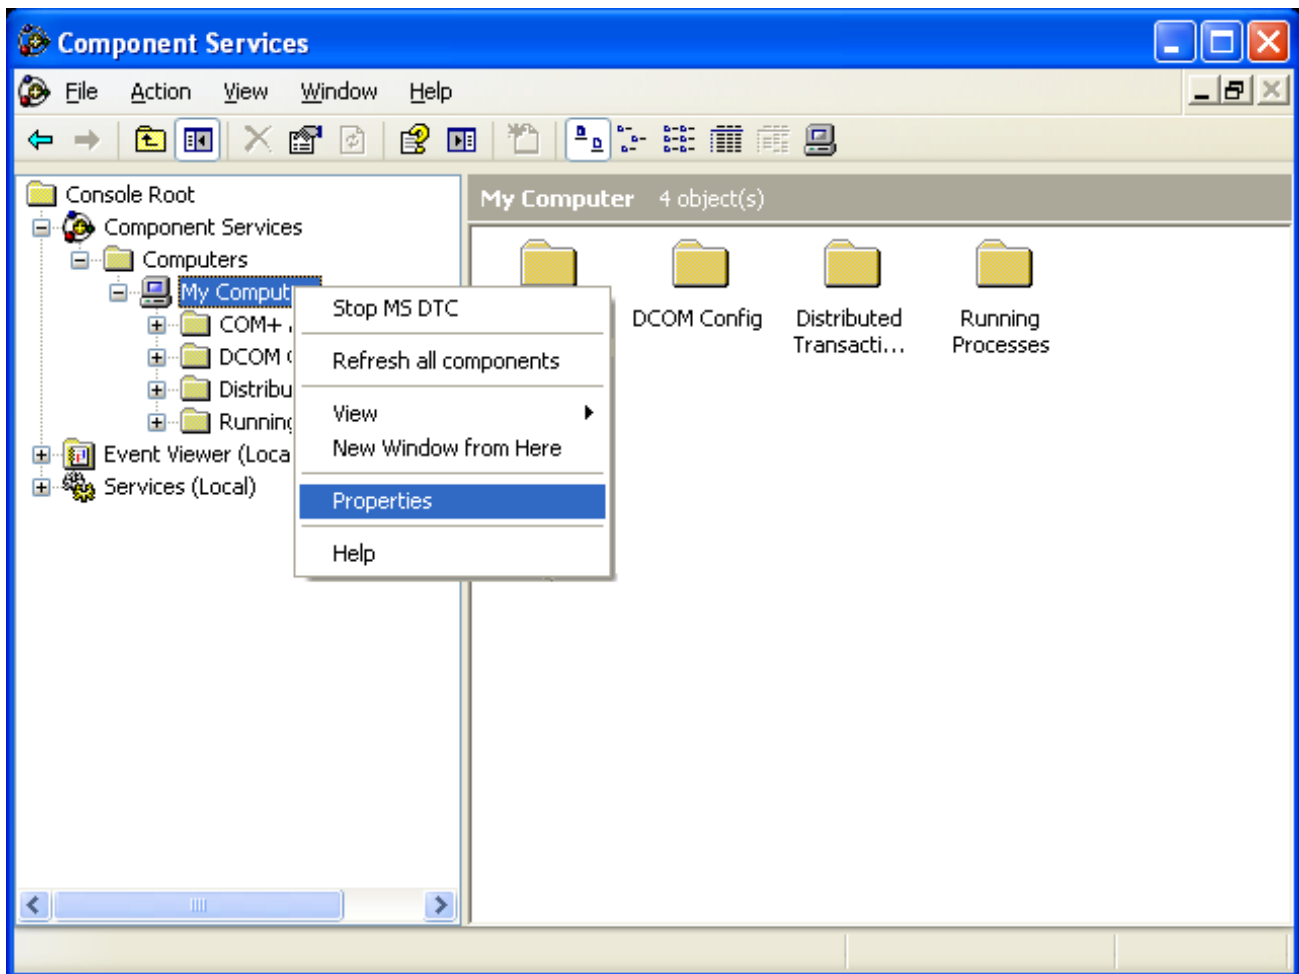 Component Services
File Action View Window Help
Console Root
Component Services
Computers
My Comput
COM+
DCOM
Distribu
Running
Event Viewer (Loca
Services (Local)
My Computer 4 object(s)
DCOM Config
Distributed
Transacti...
Running
Processes
Stop MS DTC
Refresh all components
View
New Window from Here
Properties
Help